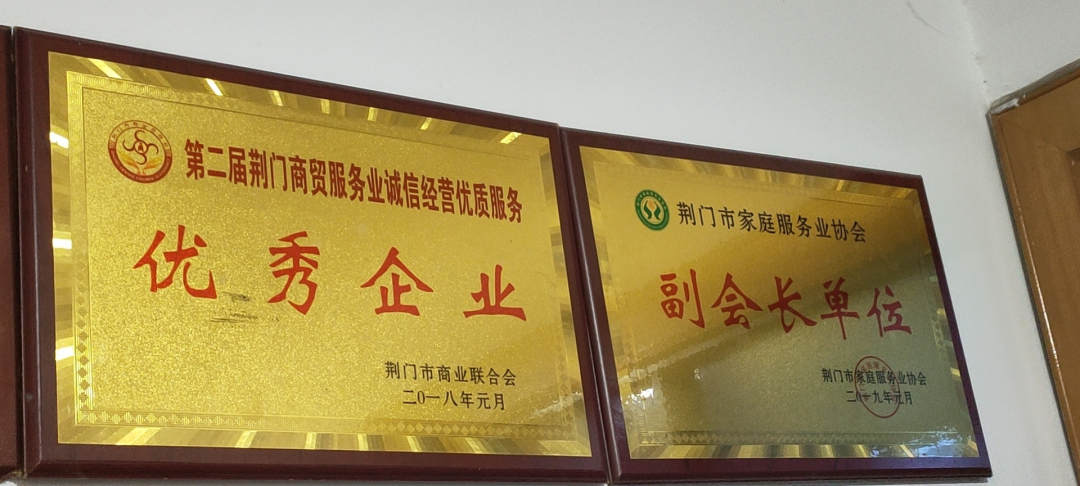 第二届荆门商贸服务业诚信经营优质服务
优秀企业
荆门市商业联合会
二0一八年元月
荆门市家庭服务业协会
副会长单位
荆门市家庭服务业协会
二0一九年元月